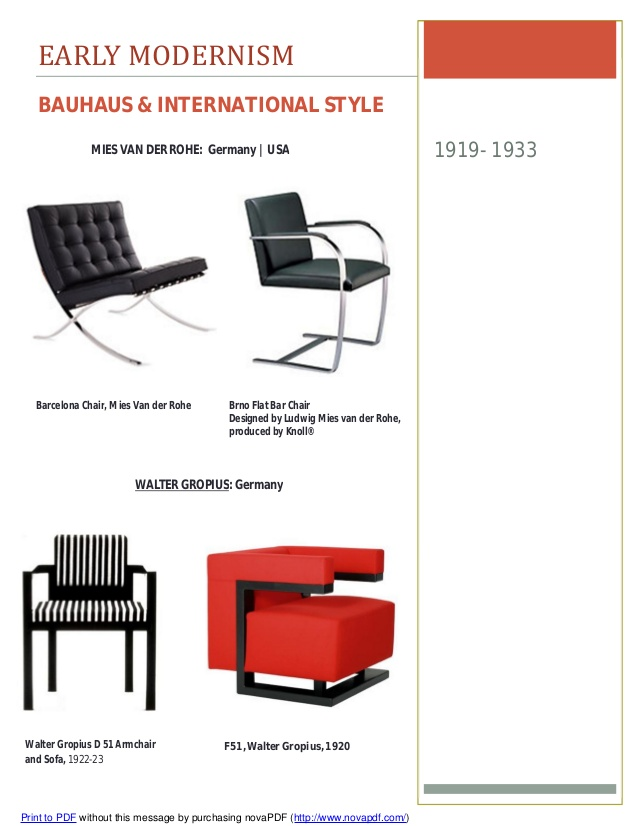 EARLY MODERNISM
BAUHAUS & INTERNATIONAL STYLE
1919- 1933
MIES VAN DER ROHE: Germany | USA
Barcelona Chair, Mies Van der Rohe
Brno Flat Bar Chair
Designed by Ludwig Mies van der Rohe,
produced by Knoll®
WALTER GROPIUS: Germany
Walter Gropius D 51 Armchair
and Sofa, 1922-23
F51, Walter Gropius, 1920
Print to PDF without this message by purchasing novaPDF (http://www.novapdf.com/)